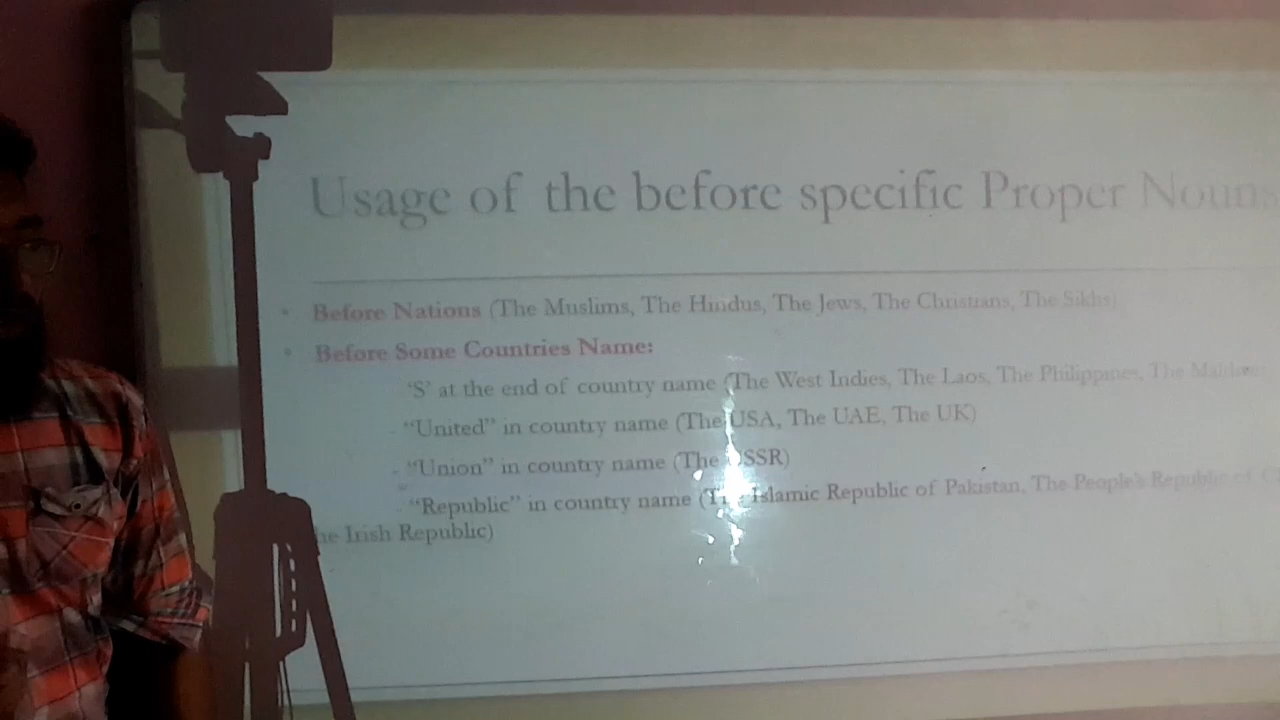 Usage of the before specific Proper Nouns
• Before Nations (The Muslims, The Hindus, The Jews, The Christians, The Sikhs)
• Before Some Countries Name:
'S' at the end of country name (The West Indies, The Laos, The Philippines, The
- "United" in country name (The USA, The UAE, The UK)
- "Union" in country name (The USSR)
- "Republic" in country name (The Islamic Republic of Pakistan, The People's Republic of
he Irish Republic)